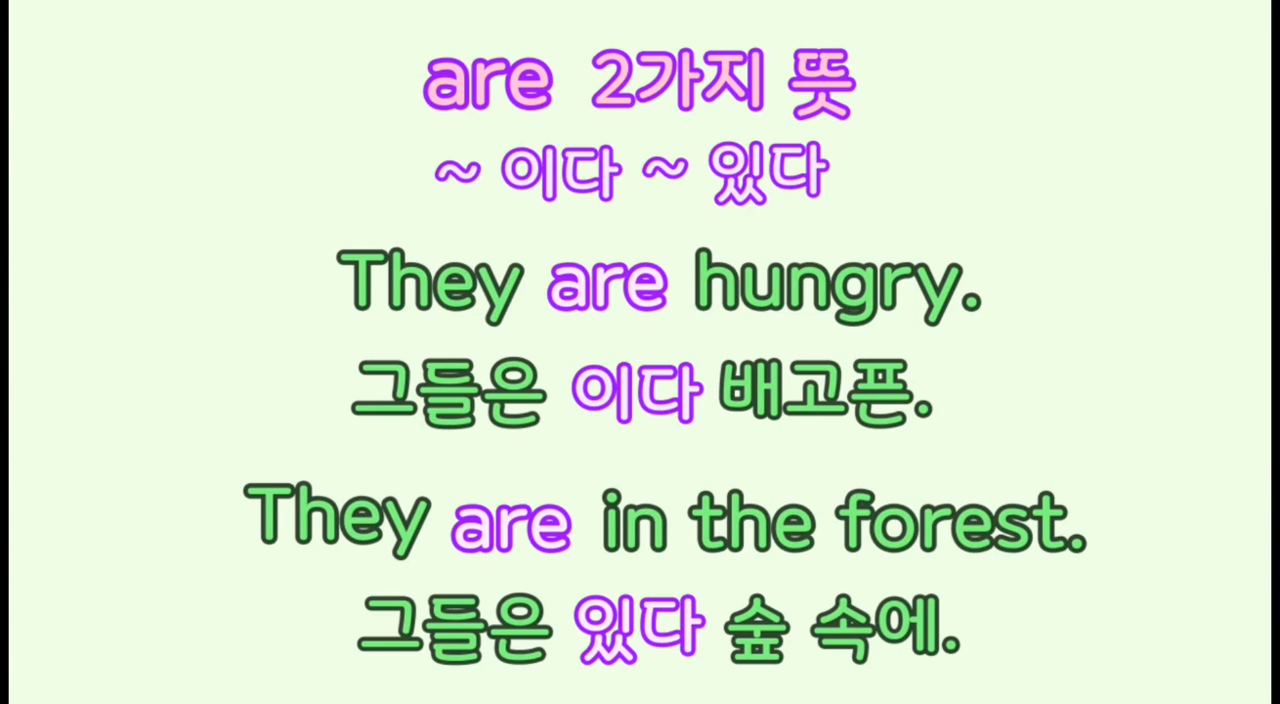 are 2가지 뜻
~ 이다 ~ 있다
They are hungry.
그들은 이다 배고픈.
They are in the forest.
그들은 있다 숲 속에.